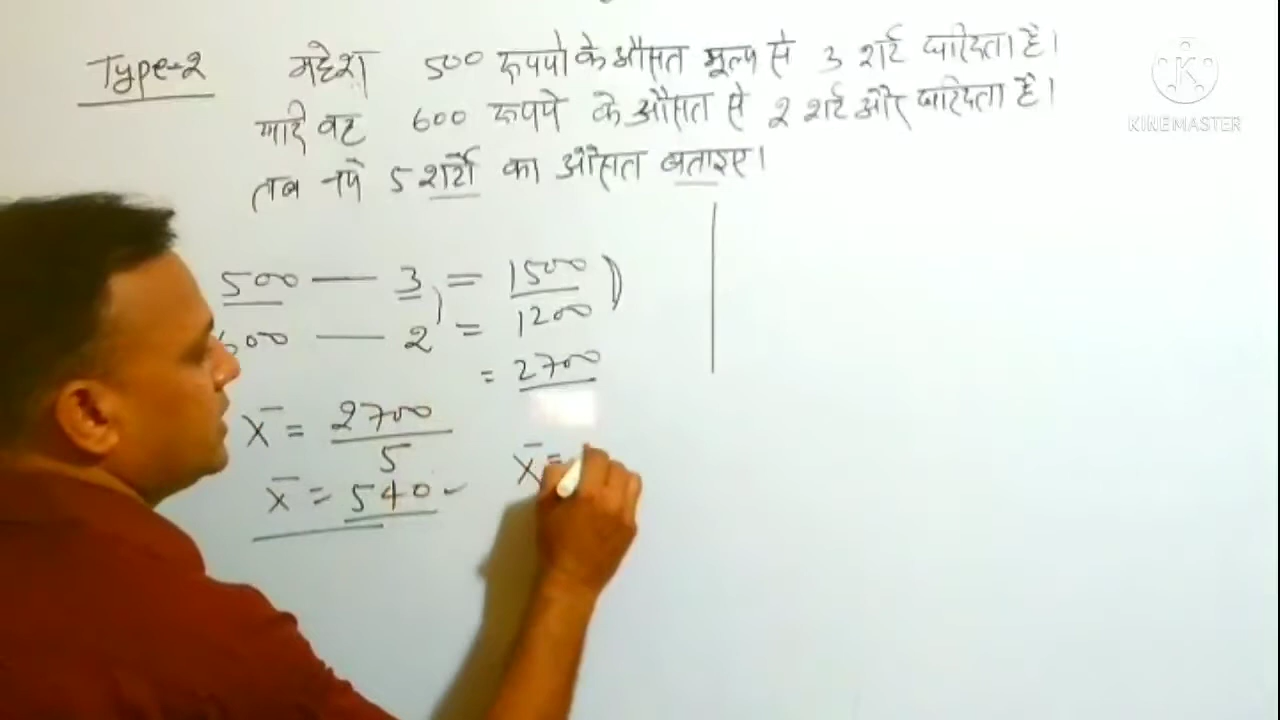 Type-2 महेश 500 रूपयो के औसत मूल्य से 3 शर्ट खरिदता है।
यदि वह 600 रूपये के औसत से 2 शर्ट और खरिदता है।
तब नये 5 शर्टो का औसत बताइए।
500 — 3 = 1500
600 — 2 = 1200
= 2700
X̄ = 2700
5
X̄ = 540
X̄ =
K
KINEMASTER